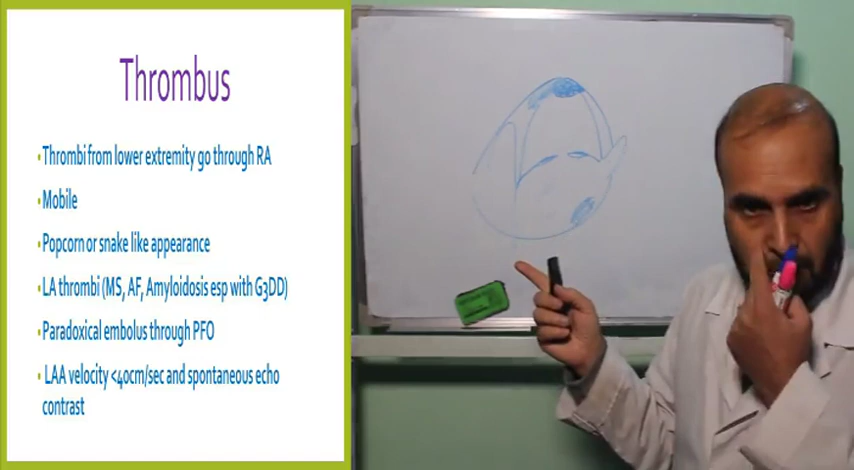 Thrombus
•Thrombi from lower extremity go through RA
•Mobile
•Popcorn or snake like appearance
•LA thrombi (MS, AF, Amyloidosis esp with G3DD)
•Paradoxical embolus through PFO
• LAA velocity <40cm/sec and spontaneous echo
contrast